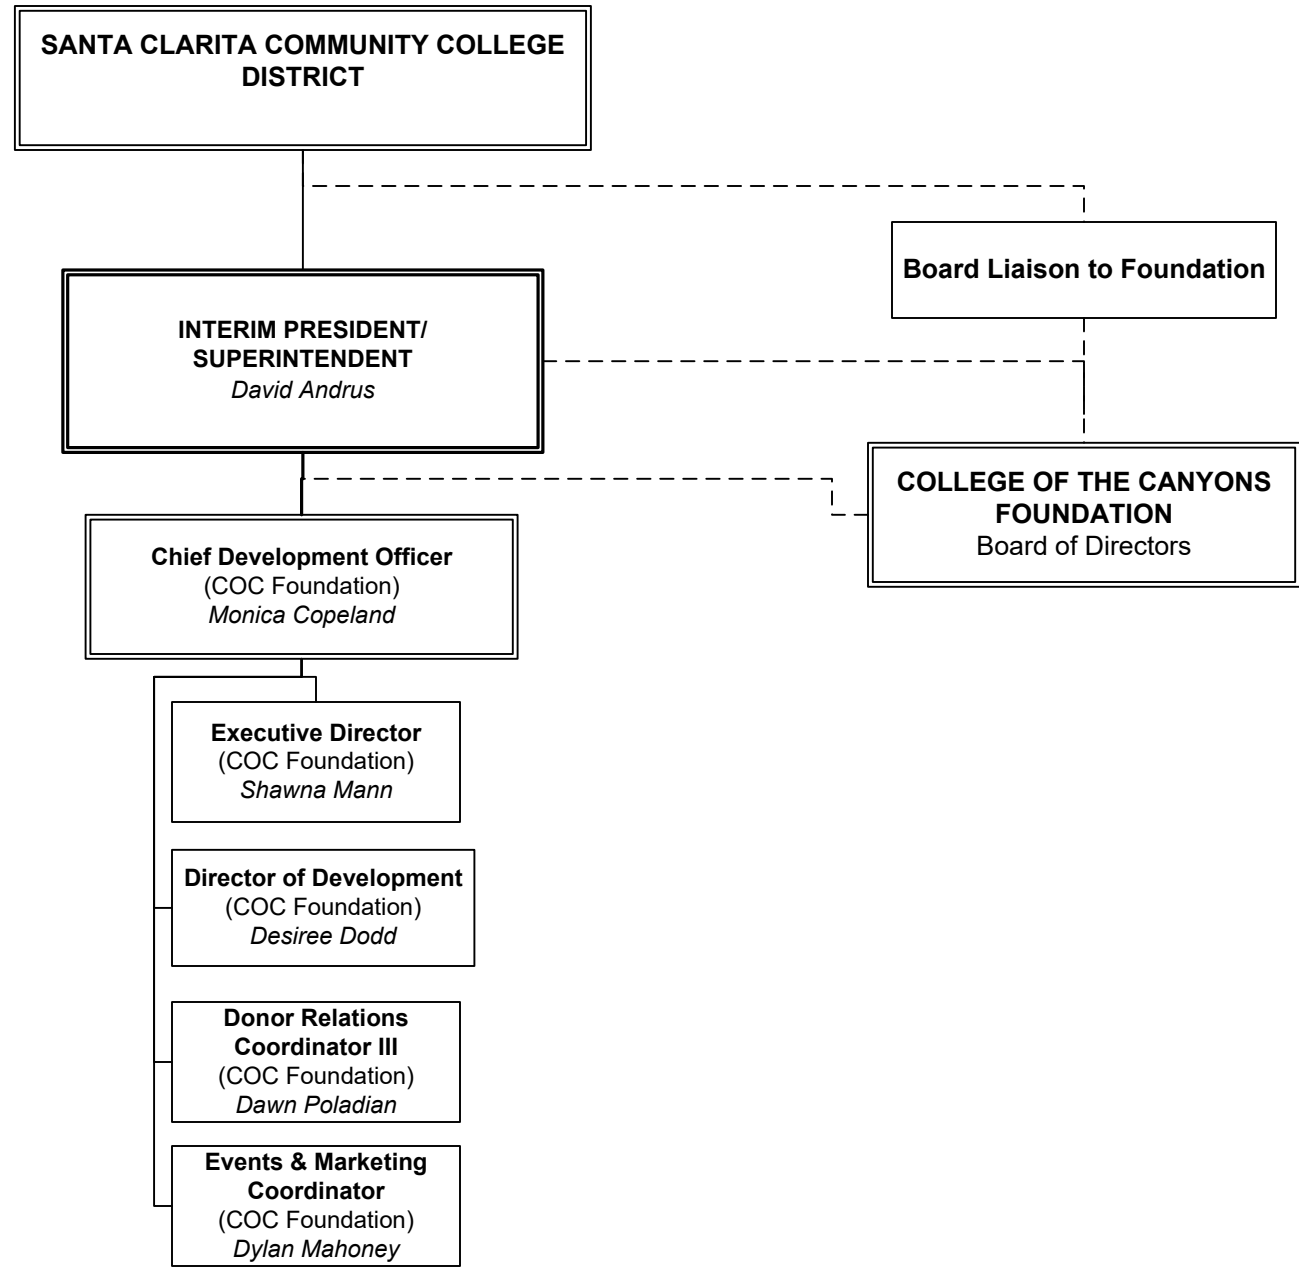 SANTA CLARITA COMMUNITY COLLEGE
DISTRICT
Board Liaison to Foundation
INTERIM PRESIDENT/
SUPERINTENDENT
David Andrus
COLLEGE OF THE CANYONS
FOUNDATION
Board of Directors
Chief Development Officer
(COC Foundation)
Monica Copeland
Executive Director
(COC Foundation)
Shawna Mann
Director of Development
(COC Foundation)
Desiree Dodd
Donor Relations
Coordinator III
(COC Foundation)
Dawn Poladian
Events & Marketing
Coordinator
(COC Foundation)
Dylan Mahoney